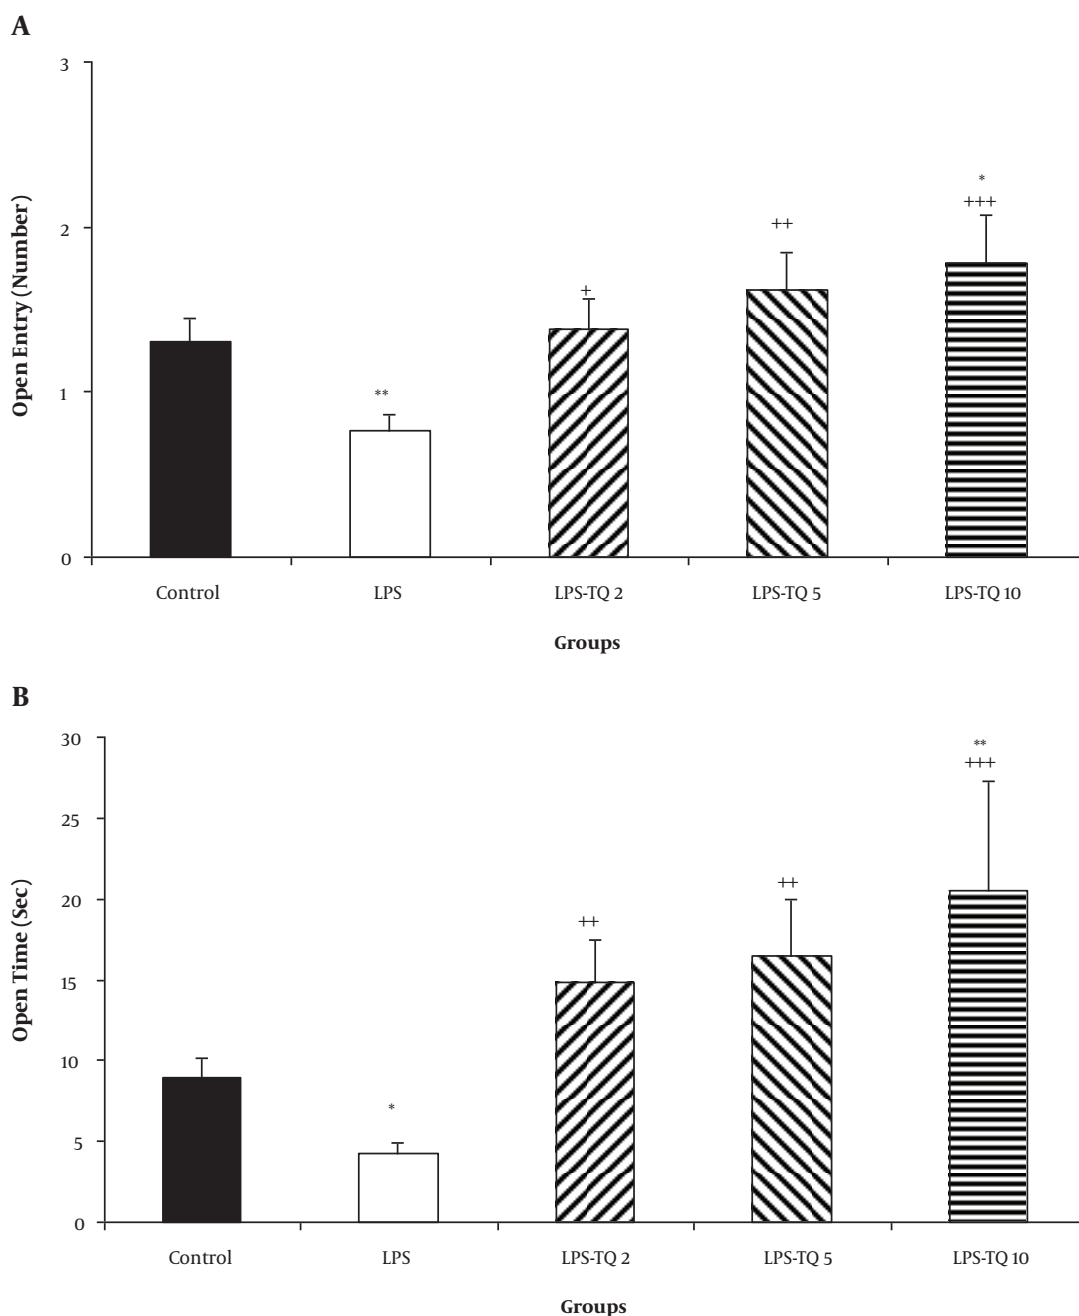 A
3
2
1
0
Open Entry (Number)
**
+
++
*
+++
Control LPS LPS-TQ 2 LPS-TQ 5 LPS-TQ 10
Groups
B
30
25
20
15
10
5
0
Open Time (Sec)
*
++
++
**
+++
Control LPS LPS-TQ 2 LPS-TQ 5 LPS-TQ 10
Groups